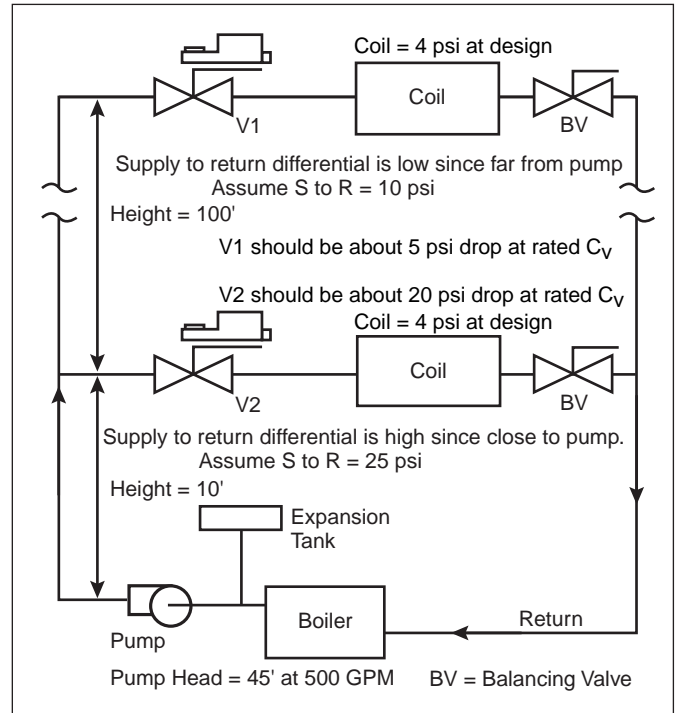 Coil = 4 psi at design
Coil
V1
BV
Supply to return differential is low since far from pump
Assume S to R = 10 psi
Height = 100'
V1 should be about 5 psi drop at rated Cv
V2 should be about 20 psi drop at rated Cv
Coil = 4 psi at design
Coil
V2
BV
Supply to return differential is high since close to pump.
Assume S to R = 25 psi
Height = 10'
Expansion
Tank
Boiler
Return
Pump
Pump Head = 45' at 500 GPM
BV = Balancing Valve